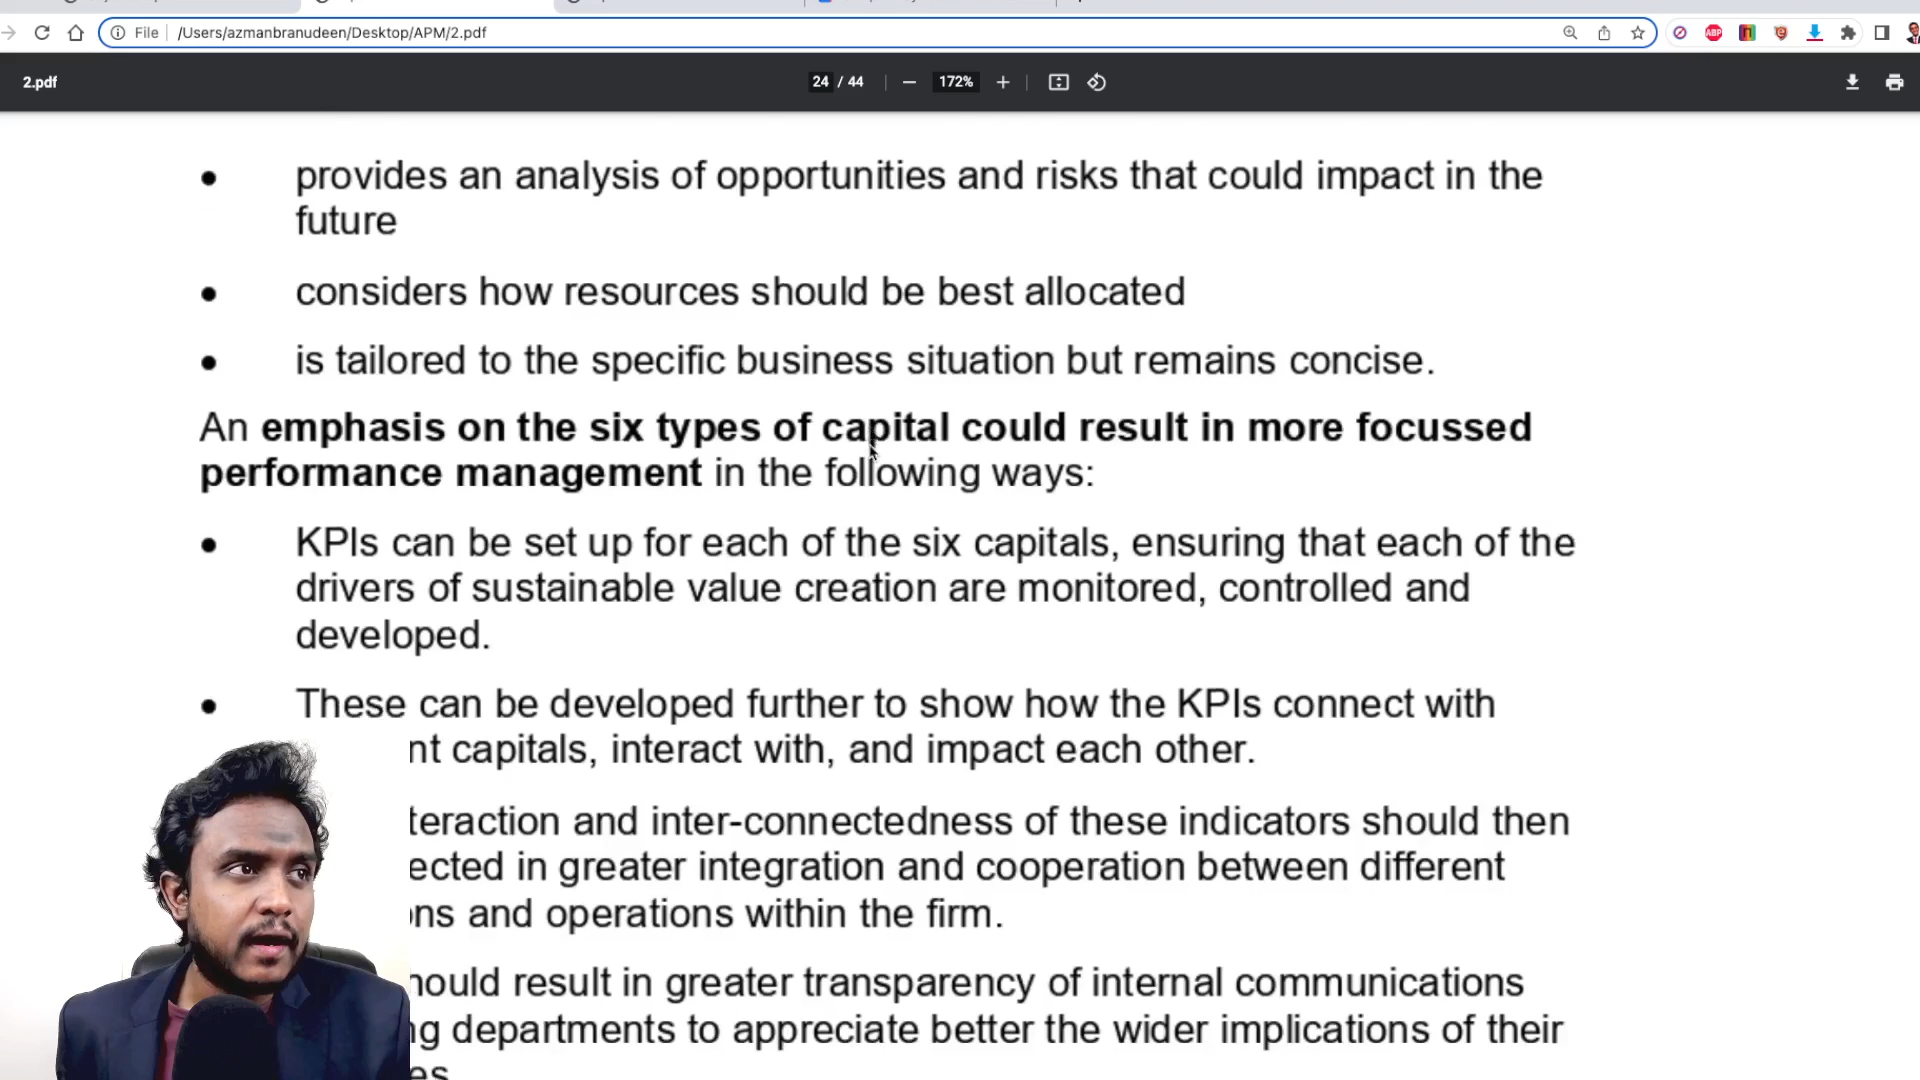 File
/Users/azmanbranudeen/Desktop/APM/2.pdf
ABP
2.pdf
24 / 44
172%
• provides an analysis of opportunities and risks that could impact in the
future
• considers how resources should be best allocated
• is tailored to the specific business situation but remains concise.
An emphasis on the six types of capital could result in more focussed
performance management in the following ways:
• KPIs can be set up for each of the six capitals, ensuring that each of the
drivers of sustainable value creation are monitored, controlled and
developed.
• These can be developed further to show how the KPIs connect with
nt capitals, interact with, and impact each other.
teraction and inter-connectedness of these indicators should then
ected in greater integration and cooperation between different
ns and operations within the firm.
hould result in greater transparency of internal communications
ng departments to appreciate better the wider implications of their